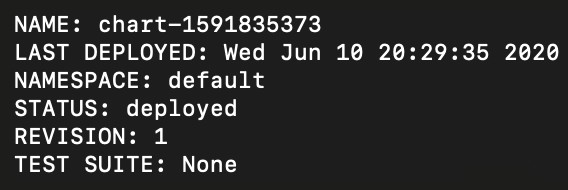 NAME: chart-1591835373
LAST DEPLOYED: Wed Jun 10 20:29:35 2020
NAMESPACE: default
STATUS: deployed
REVISION: 1
TEST SUITE: None